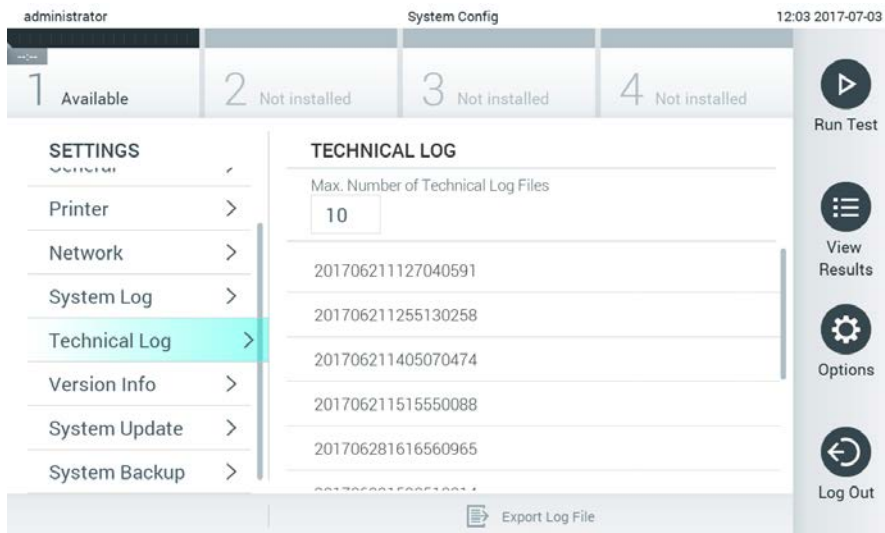 administrator
System Config
12:03 2017-07-03
--:--
1 Available
2 Not installed
3 Not installed
4 Not installed
Run Test
View
Results
Options
Log Out
SETTINGS
General
Printer
Network
System Log
Technical Log
Version Info
System Update
System Backup
TECHNICAL LOG
Max. Number of Technical Log Files
10
201706211127040591
201706211255130258
201706211405070474
201706211515550088
201706281616560965
Export Log File